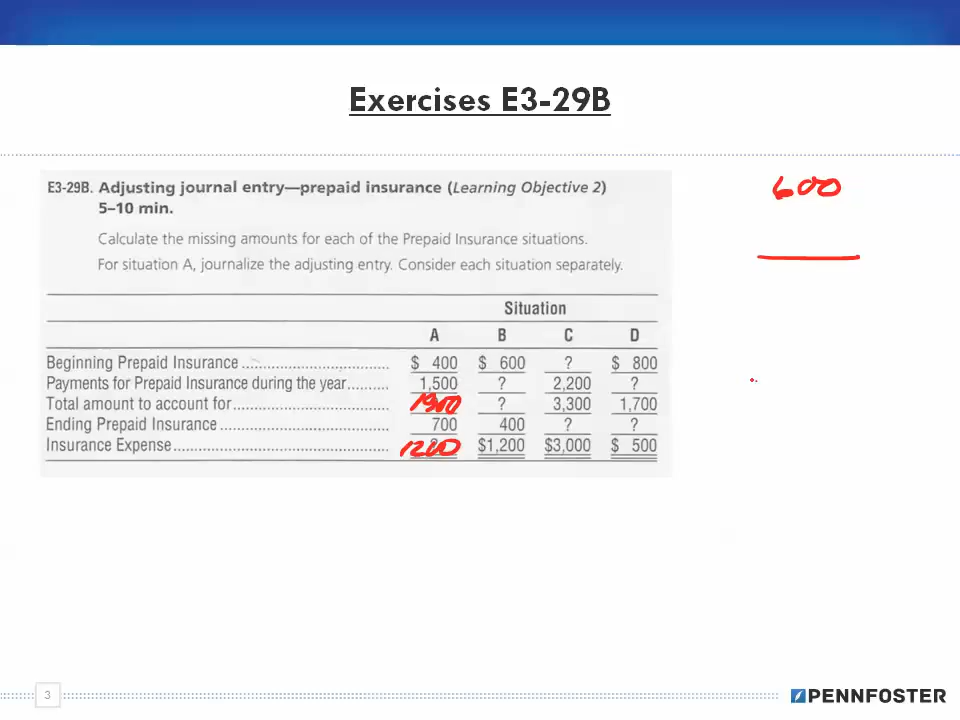 Exercises E3-29B
E3-29B. Adjusting journal entry—prepaid insurance (Learning Objective 2)
5–10 min.
Calculate the missing amounts for each of the Prepaid Insurance situations.
For situation A, journalize the adjusting entry. Consider each situation separately.
600
Situation
A B C D
Beginning Prepaid Insurance ................................. $ 400 $ 600 ? $ 800
Payments for Prepaid Insurance during the year.......... 1,500 ? 2,200 ?
Total amount to account for..................................... 1900 ? 3,300 1,700
Ending Prepaid Insurance ....................................... 700 400 ? ?
Insurance Expense................................................. 1200 $1,200 $3,000 $ 500
3
PENNFOSTER